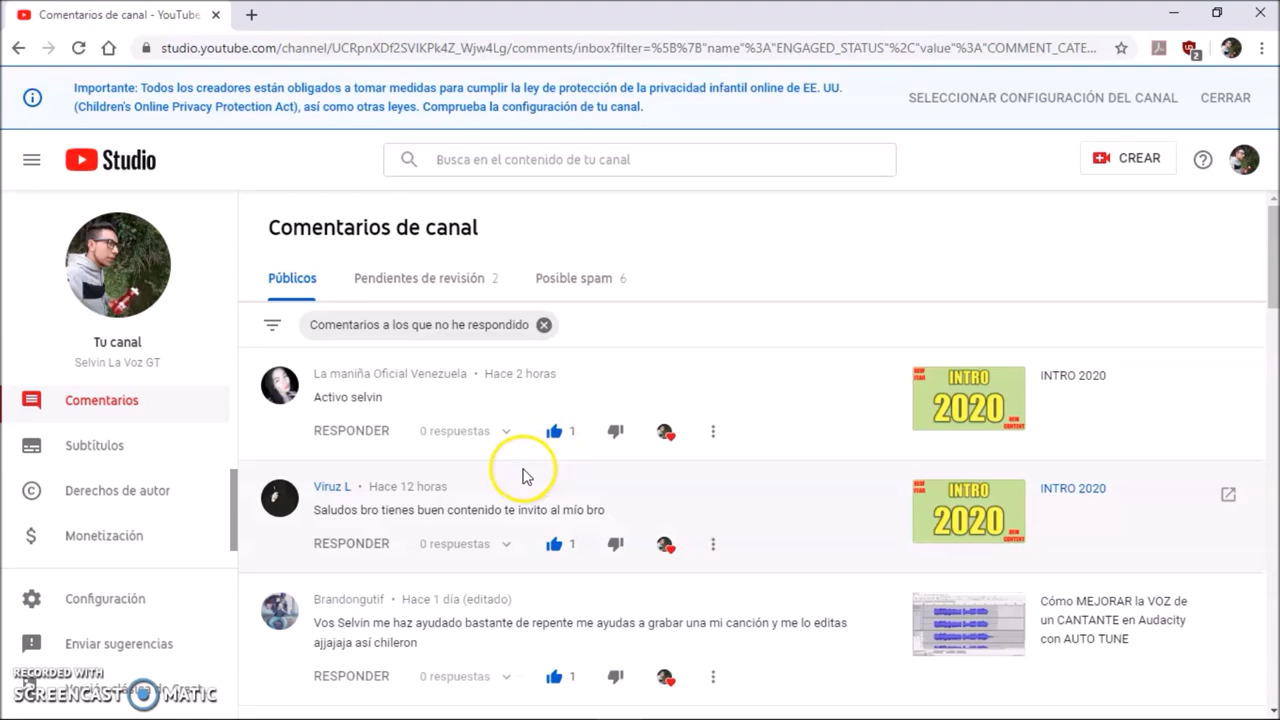 Comentarios de canal - YouTube
studio.youtube.com/channel/UCRpnXDf2SVIKPk4Z_Wjw4Lg/comments/inbox?filter=%5B%7B"name"%3A"ENGAGED_STATUS"%2C"value"%3A"COMMENT_CATE...
2
Importante: Todos los creadores están obligados a tomar medidas para cumplir la ley de protección de la privacidad infantil online de EE. UU.
(Children's Online Privacy Protection Act), así como otras leyes. Comprueba la configuración de tu canal.
SELECCIONAR CONFIGURACIÓN DEL CANAL
CERRAR
Studio
Busca en el contenido de tu canal
CREAR
Tu canal
Selvin La Voz GT
Comentarios
Subtítulos
Derechos de autor
Monetización
Configuración
Enviar sugerencias
RECORDED WITH
SCREENCAST MATIC
Comentarios de canal
Públicos
Pendientes de revisión 2
Posible spam 6
Comentarios a los que no he respondido
La maniña Oficial Venezuela • Hace 2 horas
Activo selvin
RESPONDER
0 respuestas
1
NEW YEAR
INTRO
2020
NEW CONTENT
INTRO 2020
Viruz L • Hace 12 horas
Saludos bro tienes buen contenido te invito al mío bro
RESPONDER
0 respuestas
1
NEW YEAR
INTRO
2020
NEW CONTENT
INTRO 2020
Brandongutif • Hace 1 día (editado)
Vos Selvin me haz ayudado bastante de repente me ayudas a grabar una mi canción y me lo editas
ajjajaja así chileron
RESPONDER
0 respuestas
1
Cómo MEJORAR la VOZ de
un CANTANTE en Audacity
con AUTO TUNE